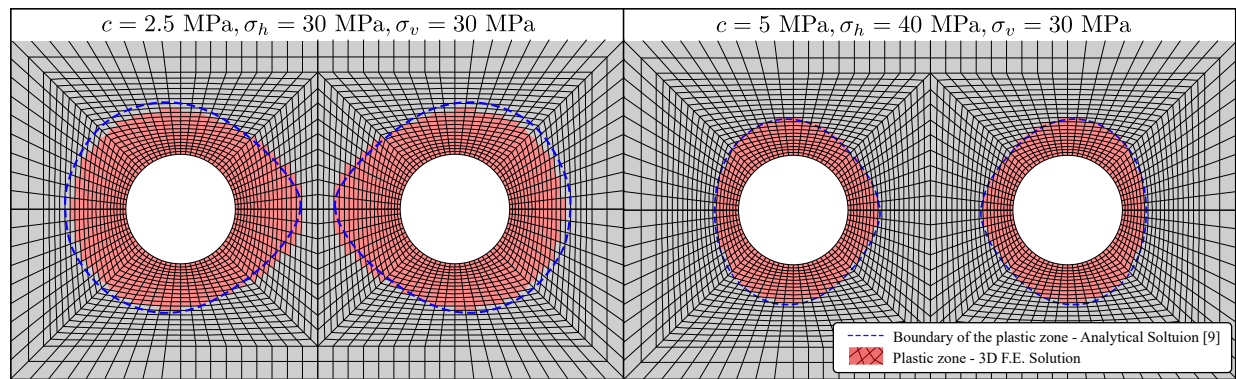 c = 2.5 MPa, σ_h = 30 MPa, σ_v = 30 MPa
c = 5 MPa, σ_h = 40 MPa, σ_v = 30 MPa
Boundary of the plastic zone - Analytical Soltuion [9]
Plastic zone - 3D F.E. Solution